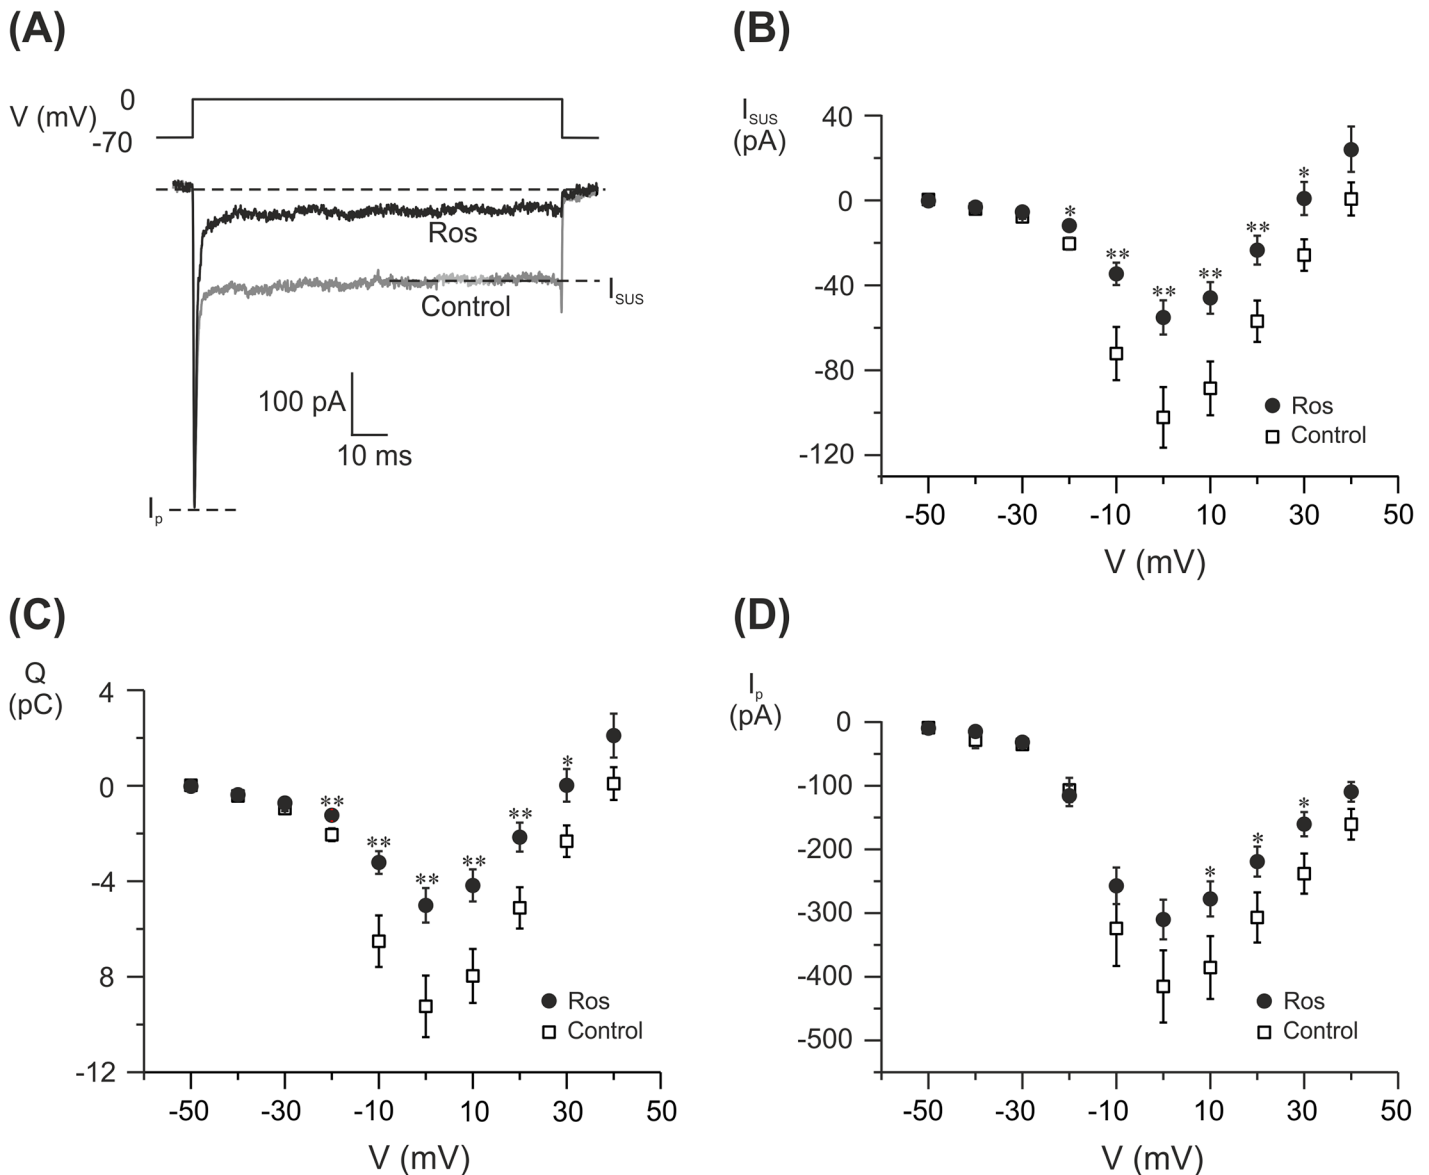 (A)
V (mV)
0
-70
Ros
Control
I_SUS
100 pA
10 ms
I_p
(B)
I_SUS
(pA)
40
0
-40
-80
-120
*
**
**
**
**
*
Ros
Control
-50
-30
-10
10
30
50
V (mV)
(C)
Q
(pC)
4
0
-4
8
-12
**
**
**
**
**
*
Ros
Control
-50
-30
-10
10
30
50
V (mV)
(D)
I_p
(pA)
0
-100
-200
-300
-400
-500
*
*
*
Ros
Control
-50
-30
-10
10
30
50
V (mV)